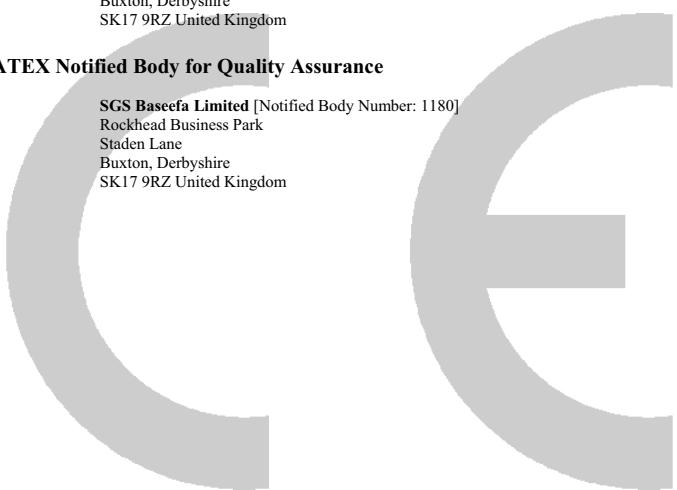 Buxton, Derbyshire
SK17 9RZ United Kingdom
ATEX Notified Body for Quality Assurance
SGS Baseefa Limited [Notified Body Number: 1180]
Rockhead Business Park
Staden Lane
Buxton, Derbyshire
SK17 9RZ United Kingdom